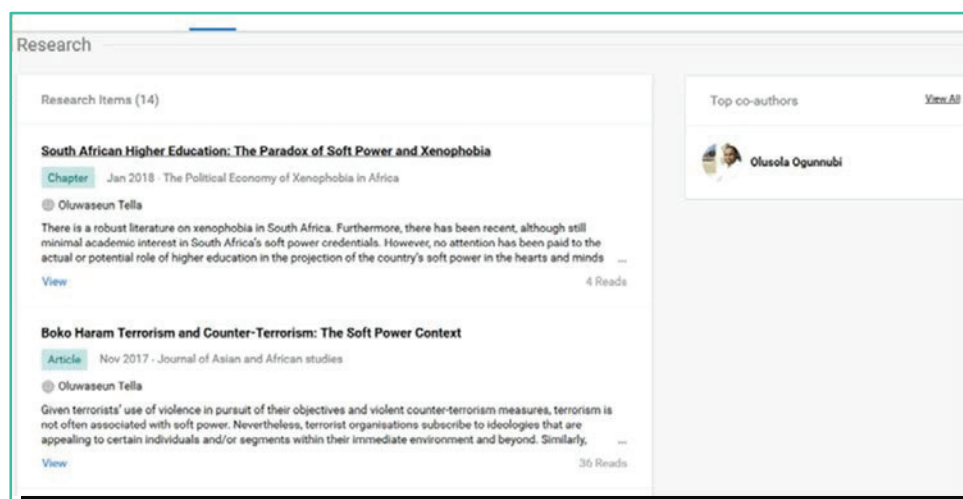 Research
Research Items (14)
South African Higher Education: The Paradox of Soft Power and Xenophobia
Chapter Jan 2018 · The Political Economy of Xenophobia in Africa
Oluwaseun Tella
There is a robust literature on xenophobia in South Africa. Furthermore, there has been recent, although still
minimal academic interest in South Africa's soft power credentials. However, no attention has been paid to the
actual or potential role of higher education in the projection of the country's soft power in the hearts and minds ...
View 4 Reads
Boko Haram Terrorism and Counter-Terrorism: The Soft Power Context
Article Nov 2017 - Journal of Asian and African studies
Oluwaseun Tella
Given terrorists' use of violence in pursuit of their objectives and violent counter-terrorism measures, terrorism is
not often associated with soft power. Nevertheless, terrorist organisations subscribe to ideologies that are
appealing to certain individuals and/or segments within their immediate environment and beyond. Similarly, ...
View 36 Reads
Top co-authors View All
Olusola Ogunnubi